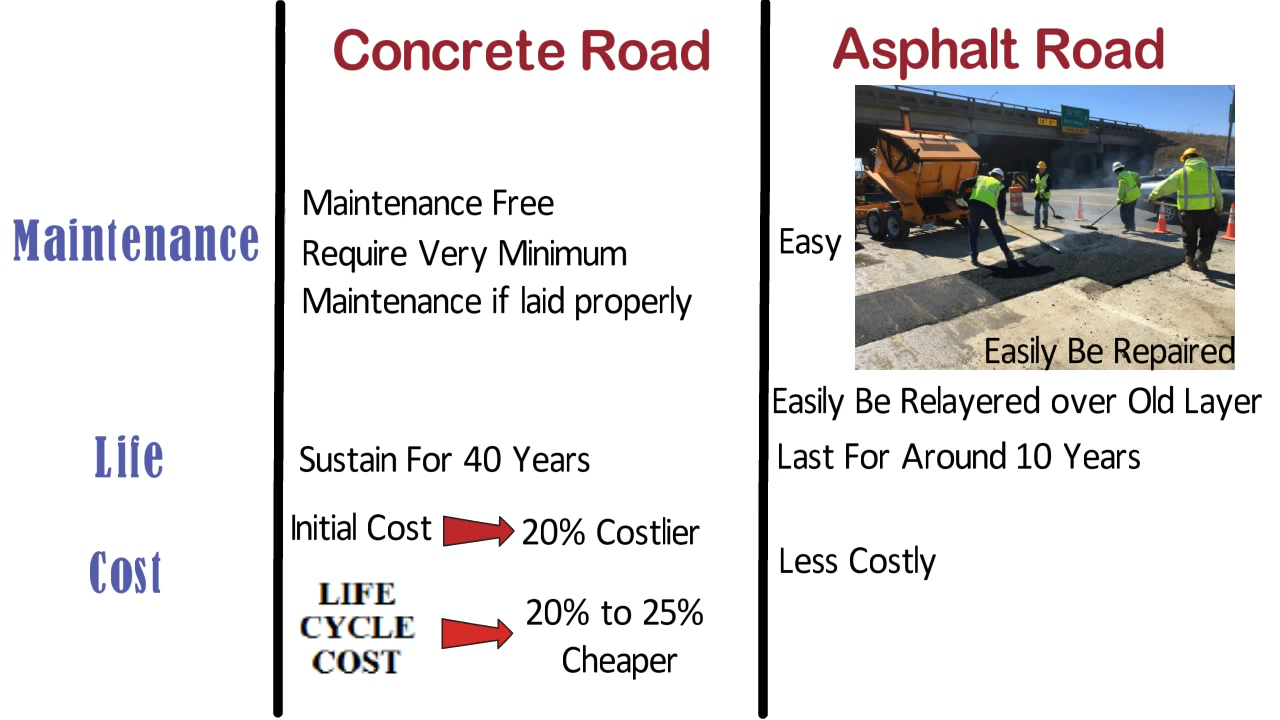 Concrete Road
Asphalt Road
Maintenance
Maintenance Free
Require Very Minimum
Maintenance if laid properly
Easy
Easily Be Repaired
Easily Be Relayered over Old Layer
Life
Sustain For 40 Years
Last For Around 10 Years
Cost
Initial Cost
20% Costlier
Less Costly
LIFE
CYCLE
COST
20% to 25%
Cheaper